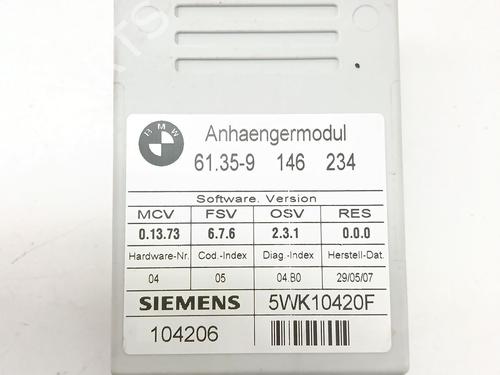 BMW
Anhaengermodul
61.35-9 146 234
Software. Version
MCV FSV OSV RES
0.13.73 6.7.6 2.3.1 0.0.0
Hardware-Nr. Cod.-Index Diag.-Index Herstell-Dat.
04 05 04.B0 29/05/07
SIEMENS 5WK10420F
104206